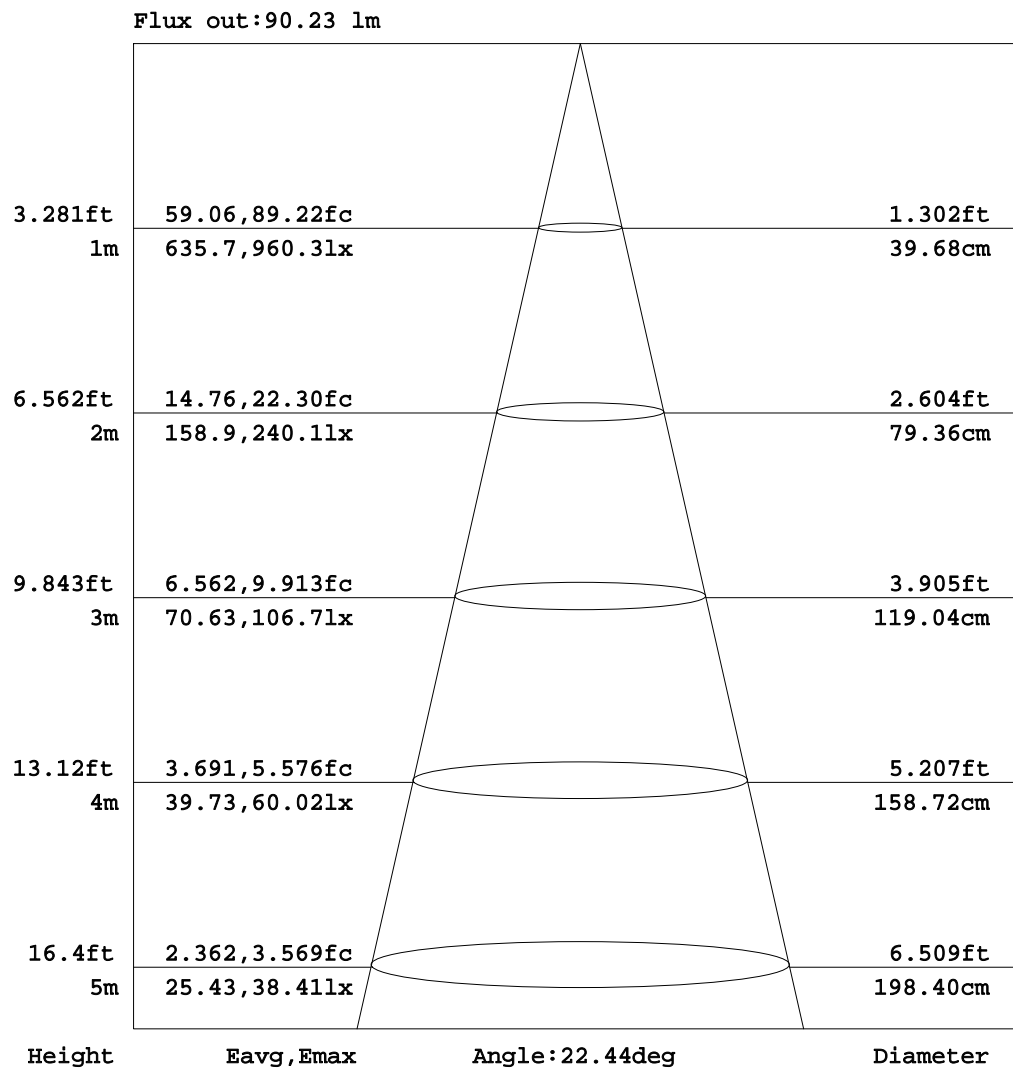 Flux out:90.23 lm
3.281ft 59.06,89.22fc 1.302ft
1m 635.7,960.3lx 39.68cm
6.562ft 14.76,22.30fc 2.604ft
2m 158.9,240.1lx 79.36cm
9.843ft 6.562,9.913fc 3.905ft
3m 70.63,106.7lx 119.04cm
13.12ft 3.691,5.576fc 5.207ft
4m 39.73,60.02lx 158.72cm
16.4ft 2.362,3.569fc 6.509ft
5m 25.43,38.41lx 198.40cm
Height Eavg,Emax Angle:22.44deg Diameter